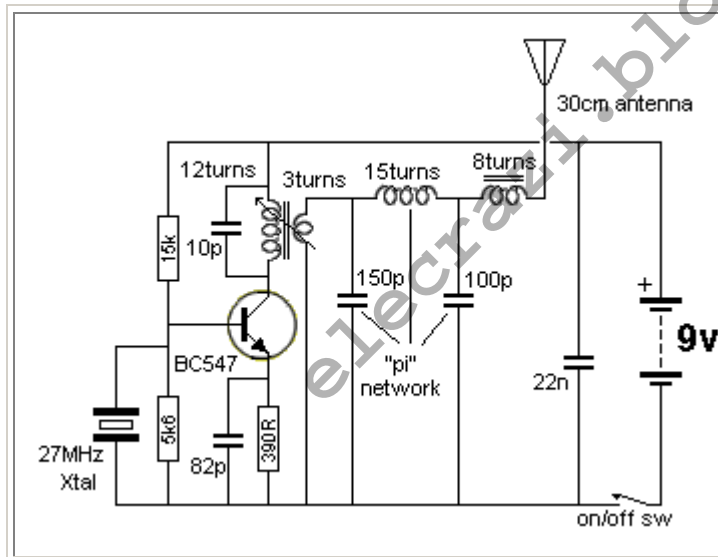 30cm antenna
12turns
3turns
15turns
8turns
15k
10p
150p
100p
+
9v
BC547
"pi"
network
22n
27MHz
Xtal
5k6
82p
390R
on/off sw
elecrazi.blo